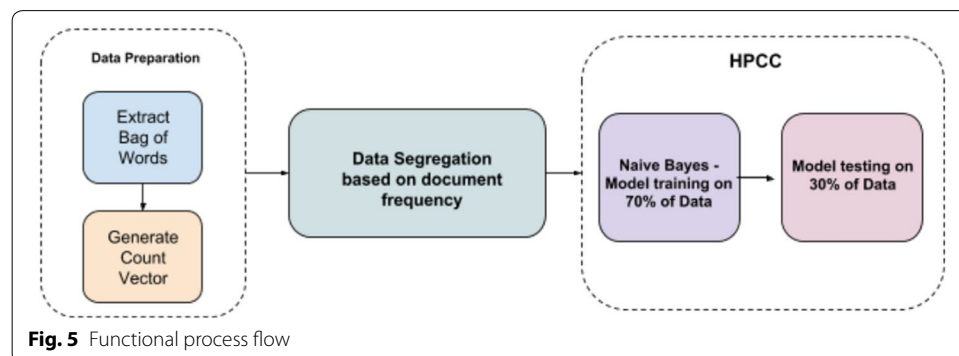 Data Preparation
Extract
Bag of
Words
Generate
Count
Vector
Data Segregation
based on document
frequency
HPCC
Naive Bayes -
Model training on
70% of Data
Model testing on
30% of Data
Fig. 5 Functional process flow